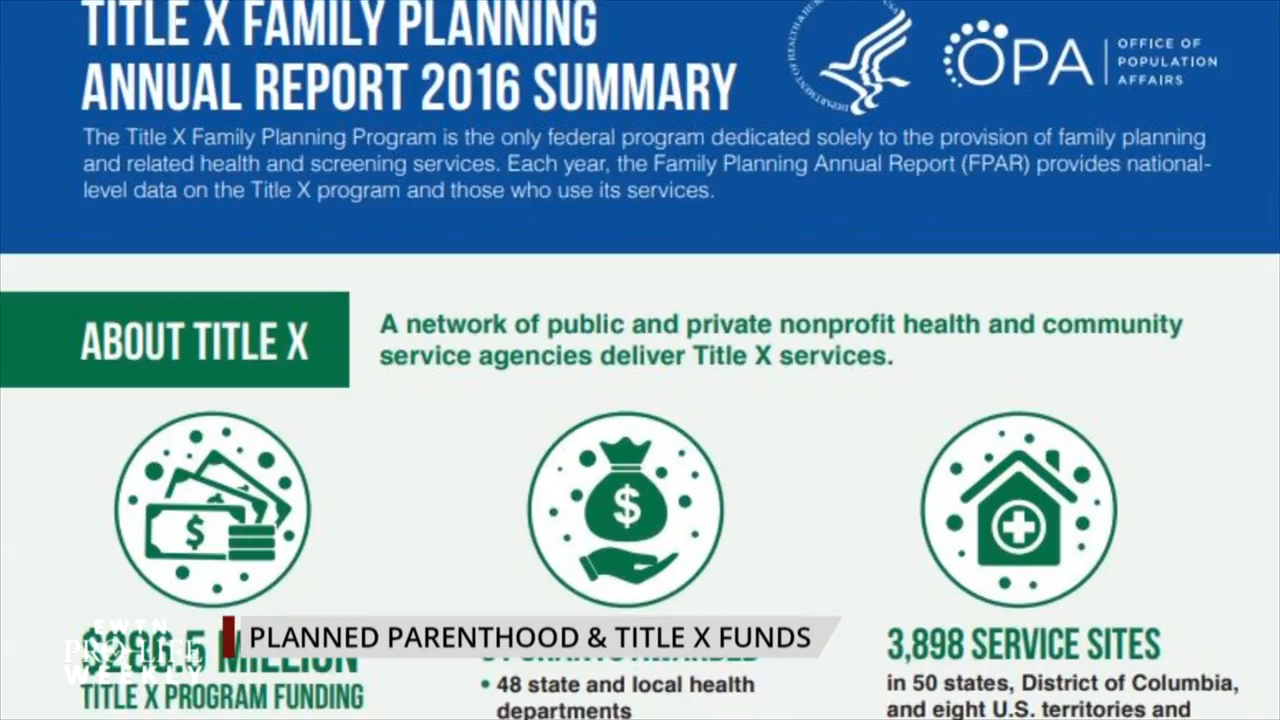 TITLE X FAMILY PLANNING
ANNUAL REPORT 2016 SUMMARY
OPA
OFFICE OF
POPULATION
AFFAIRS
The Title X Family Planning Program is the only federal program dedicated solely to the provision of family planning
and related health and screening services. Each year, the Family Planning Annual Report (FPAR) provides national-
level data on the Title X program and those who use its services.
ABOUT TITLE X
A network of public and private nonprofit health and community
service agencies deliver Title X services.
$
$
MILLION
TITLE X PROGRAM FUNDING
EWTN
PRO-LIFE
WEEKLY
PLANNED PARENTHOOD & TITLE X FUNDS
• 48 state and local health
departments
3,898 SERVICE SITES
in 50 states, District of Columbia,
and eight U.S. territories and